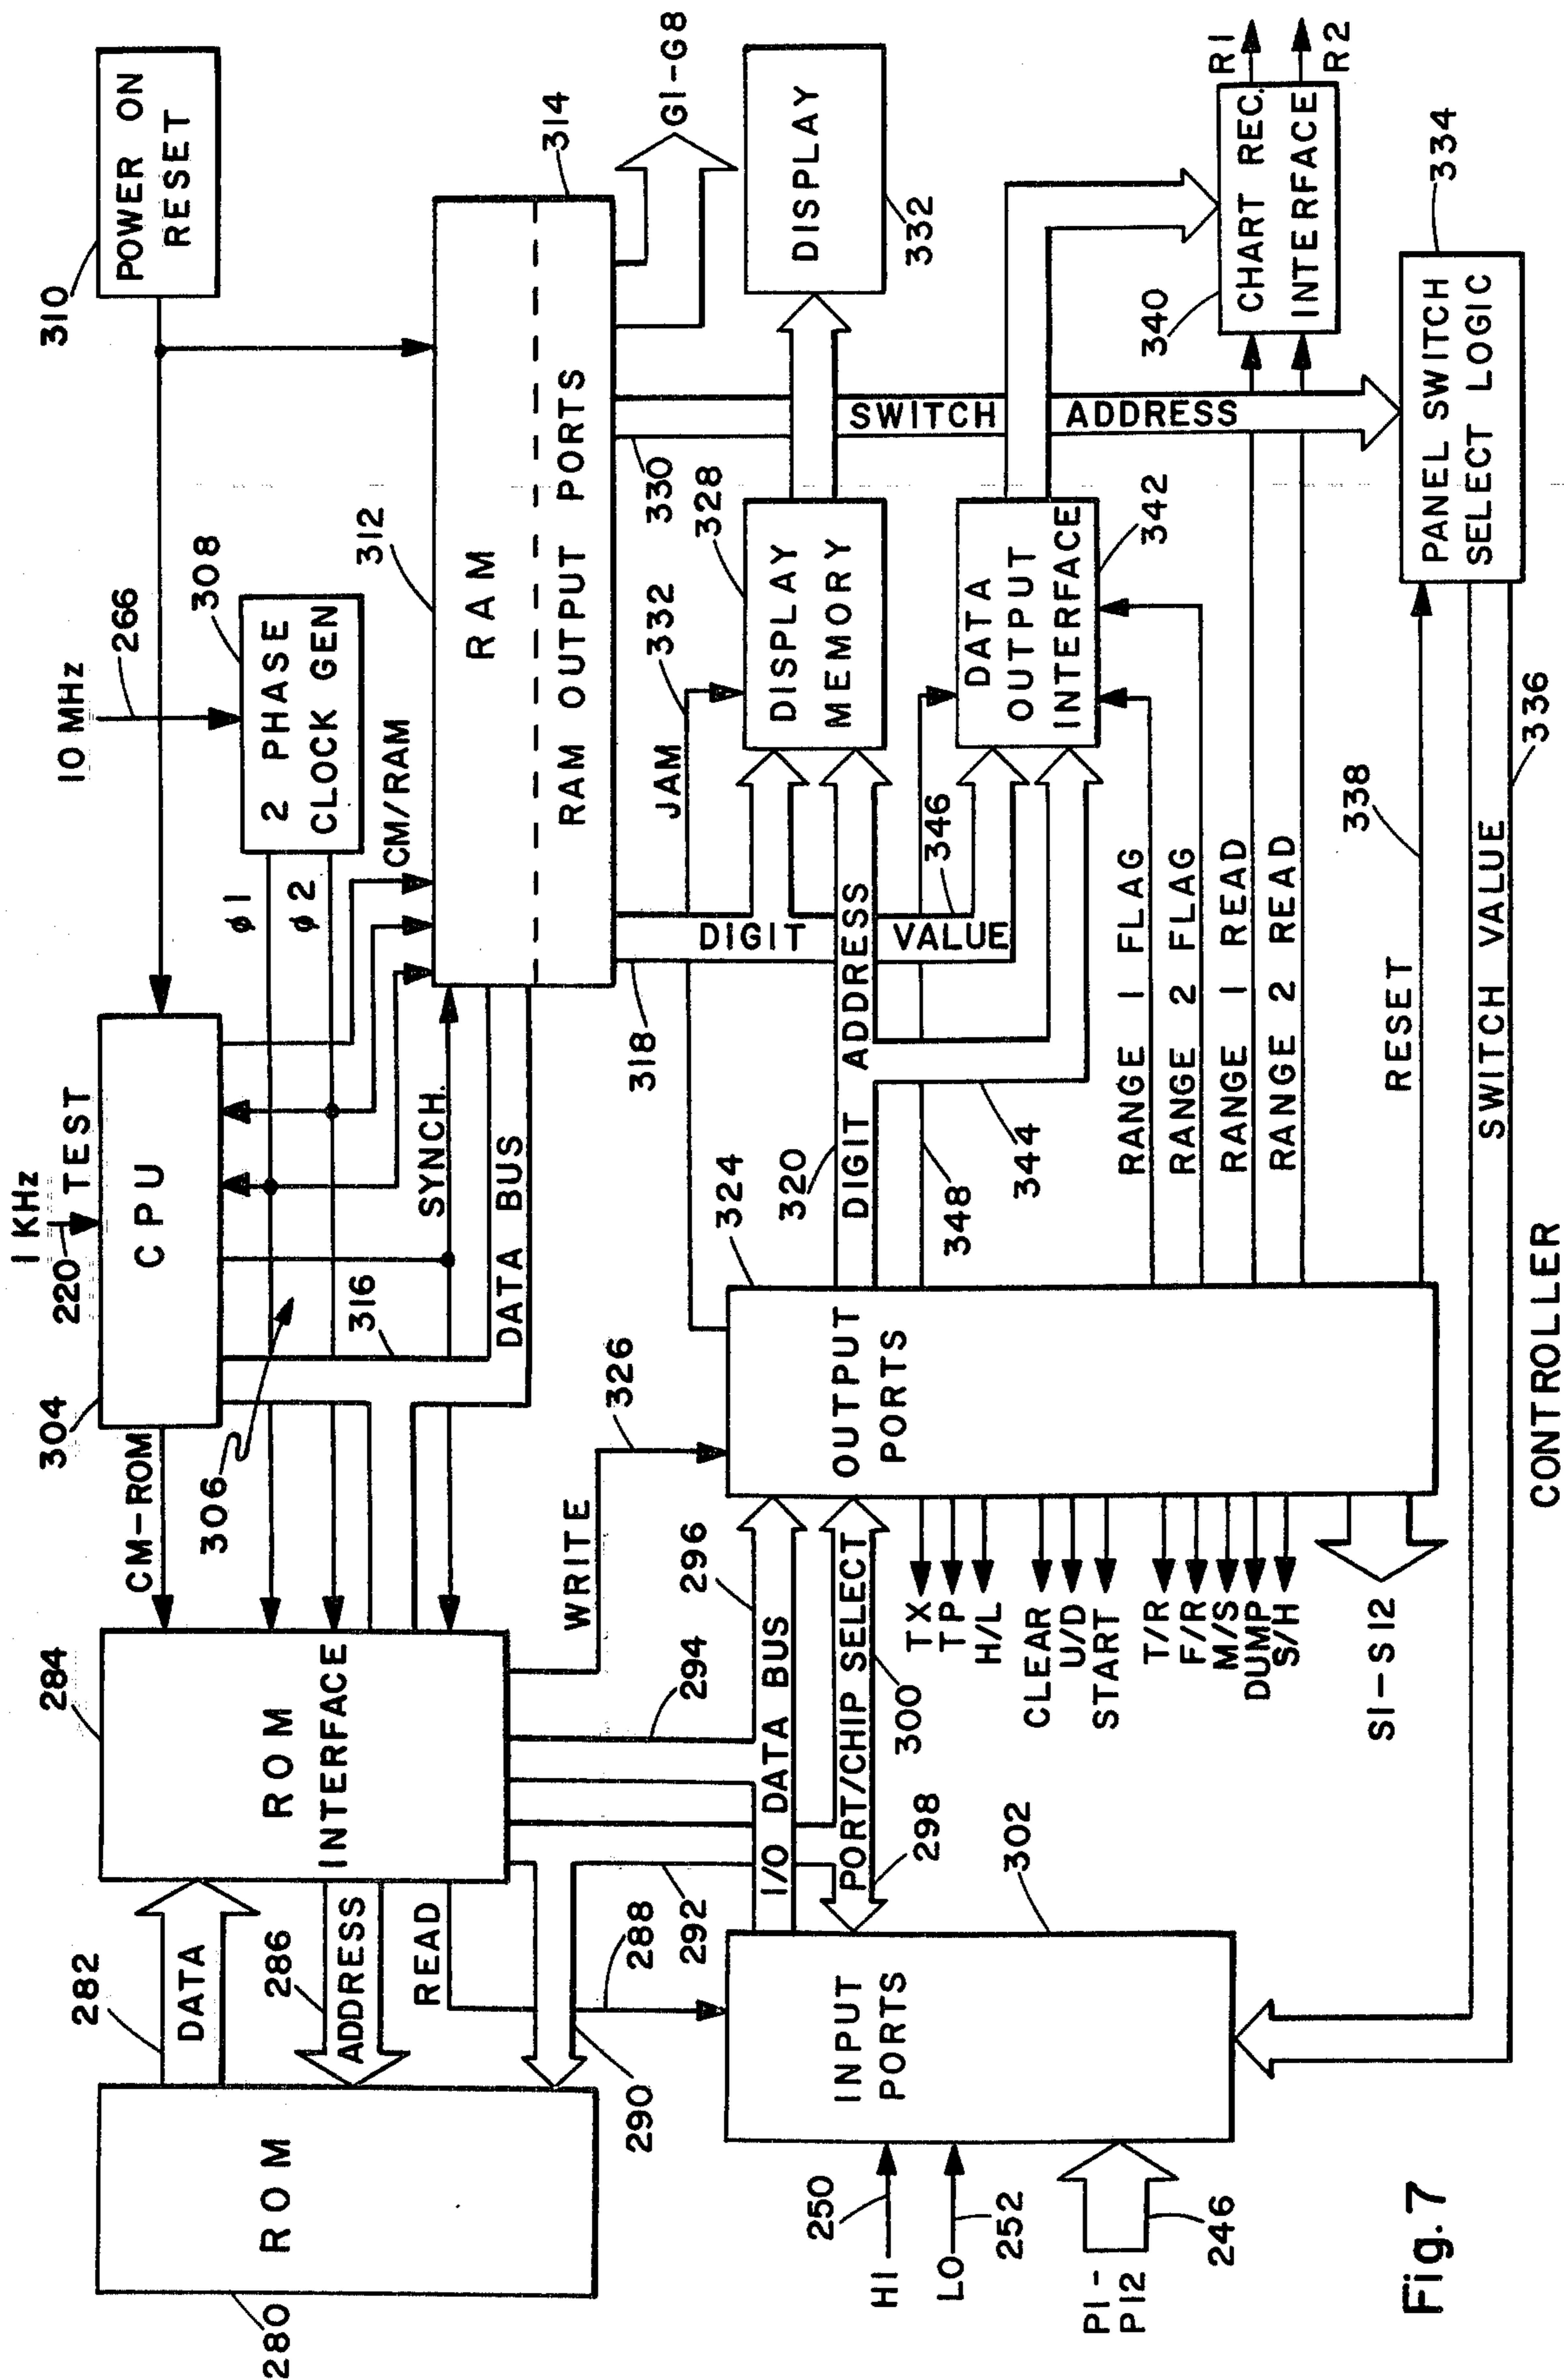 10 MHz
266
310
POWER ON
RESET
1 KHz
220
TEST
304
CPU
308
2 PHASE
CLOCK GEN
ø1
ø2
CM/RAM
312
RAM
RAM OUTPUT PORTS
314
G1-G8
280
ROM
282
DATA
286
ADDRESS
READ
284
ROM
INTERFACE
CM-ROM
306
316
SYNCH.
DATA BUS
288
290
292
294
296
WRITE
326
I/O DATA BUS
PORT/CHIP SELECT
298
300
302
INPUT
PORTS
HI
250
LO
252
P1-
P12
246
324
OUTPUT
PORTS
TX
TP
H/L
CLEAR
U/D
START
T/R
F/R
M/S
DUMP
S/H
S1-S12
318
JAM
332
DIGIT VALUE
320
DIGIT ADDRESS
328
DISPLAY
MEMORY
330
SWITCH ADDRESS
DISPLAY
332
348
344
346
DATA
OUTPUT
INTERFACE
342
RANGE 1 FLAG
RANGE 2 FLAG
RANGE 1 READ
RANGE 2 READ
340
CHART REC.
INTERFACE
R1
R2
RESET
338
334
PANEL SWITCH
SELECT LOGIC
SWITCH VALUE
336
CONTROLLER
Fig. 7